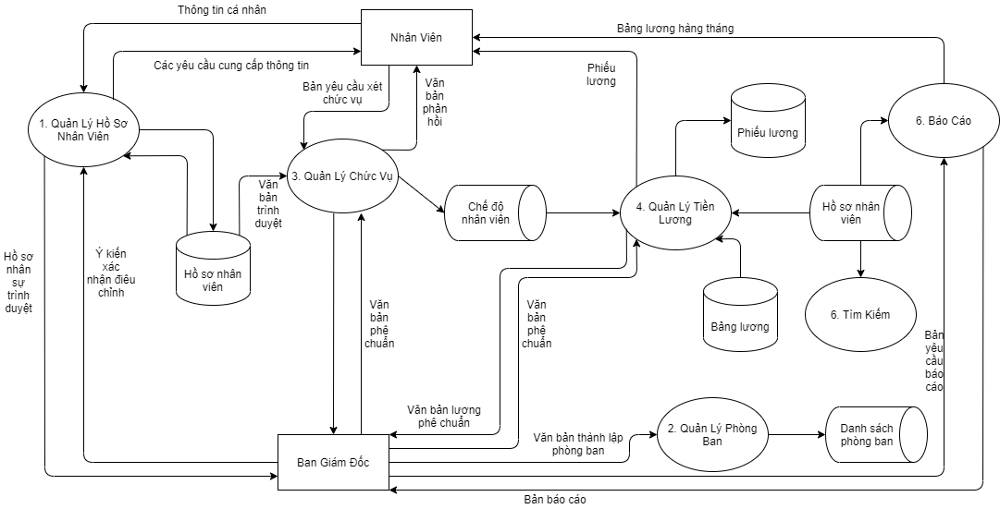 Thông tin cá nhân
Nhân Viên
Bảng lương hàng tháng
Các yêu cầu cung cấp thông tin
Phiếu
lương
Bản yêu cầu xét
chức vụ
Văn
bản
phản
hồi
1. Quản Lý Hồ Sơ
Nhân Viên
Phiếu lương
6. Báo Cáo
3. Quản Lý Chức Vụ
Văn
bản
trình
duyệt
Chế độ
nhân viên
4. Quản Lý Tiền
Lương
Hồ sơ nhân
viên
Hồ sơ
nhân
sự
trình
duyệt
Ý kiến
xác
nhân điều
chỉnh
Hồ sơ nhân
viên
Văn
bản
phê
chuẩn
Văn
bản
phê
chuẩn
Bảng lương
6. Tìm Kiếm
Bản
yêu
cầu
báo
cáo
Văn bản lương
phê chuẩn
Văn bản thành lập
phòng ban
2. Quản Lý Phòng
Ban
Danh sách
phòng ban
Ban Giám Đốc
Bản báo cáo